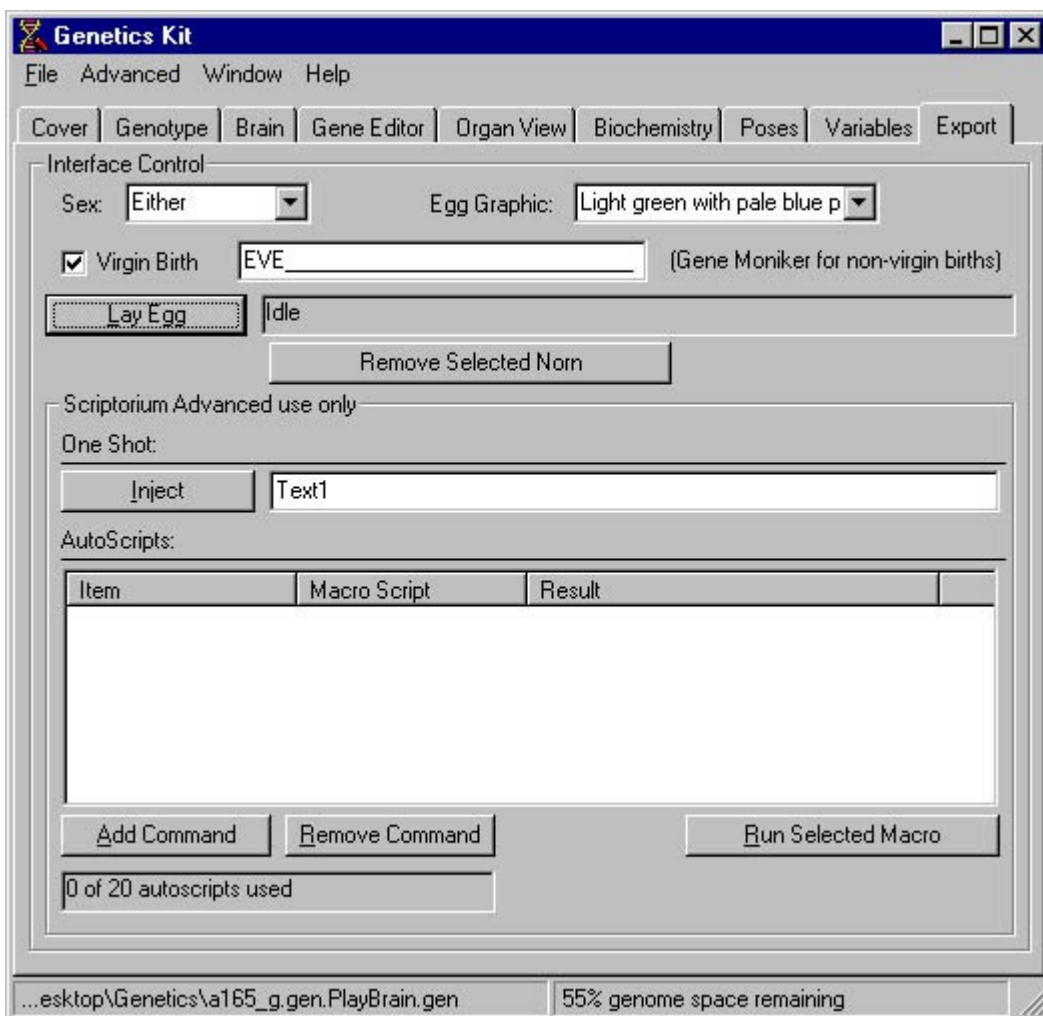 Genetics Kit
File Advanced Window Help
Cover Genotype Brain Gene Editor Organ View Biochemistry Poses Variables Export
Interface Control
Sex: Either Egg Graphic: Light green with pale blue p
Virgin Birth EVE_____________________________ (Gene Moniker for non-virgin births)
Lay Egg Idle
Remove Selected Norn
Scriptorium Advanced use only
One Shot:
Inject Text1
AutoScripts:
Item Macro Script Result
Add Command Remove Command Run Selected Macro
0 of 20 autoscripts used
...esktop\Genetics\a165_g.gen.PlayBrain.gen 55% genome space remaining